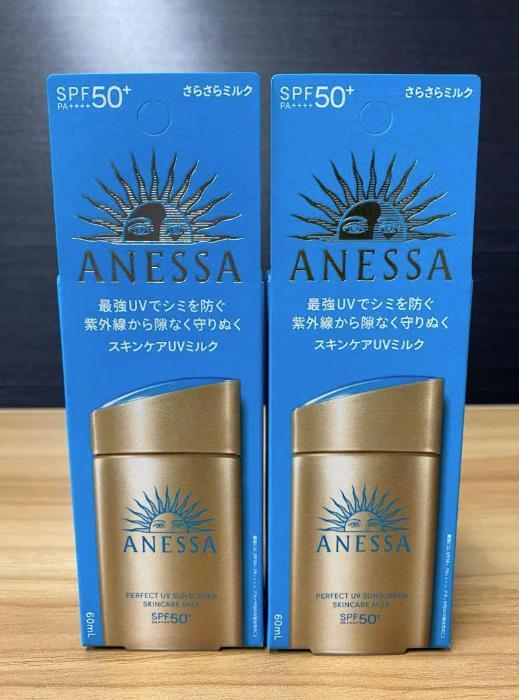 SPF50+
PA++++
さらさらミルク
ANESSA
最強UVでシミを防ぐ
紫外線から隙なく守りぬく
スキンケアUVミルク
ANESSA
PERFECT UV SUNSCREEN
SKINCARE MILK
SPF50+
PA++++
60mL
SPF50+
PA++++
さらさらミルク
ANESSA
最強UVでシミを防ぐ
紫外線から隙なく守りぬく
スキンケアUVミルク
ANESSA
PERFECT UV SUNSCREEN
SKINCARE MILK
SPF50+
PA++++
60mL